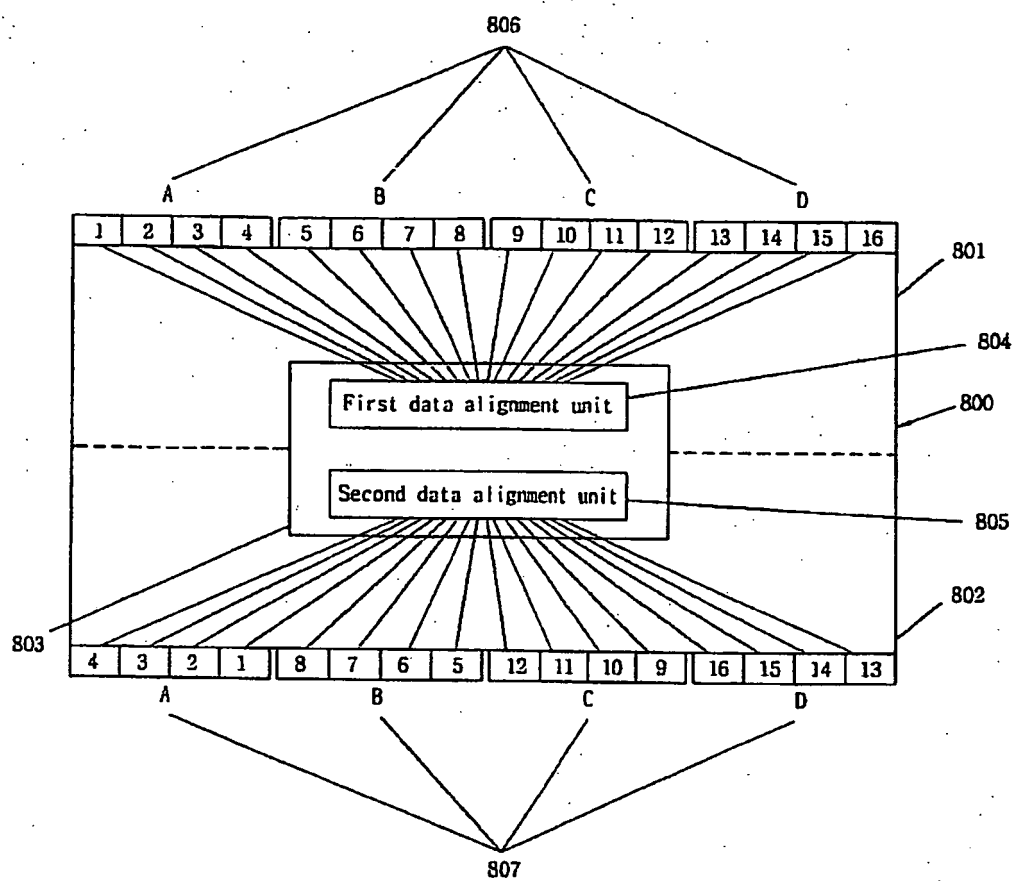 806
A B C D
1 2 3 4 5 6 7 8 9 10 11 12 13 14 15 16
801
804
First data alignment unit
800
Second data alignment unit
805
802
803
4 3 2 1 8 7 6 5 12 11 10 9 16 15 14 13
A B C D
807